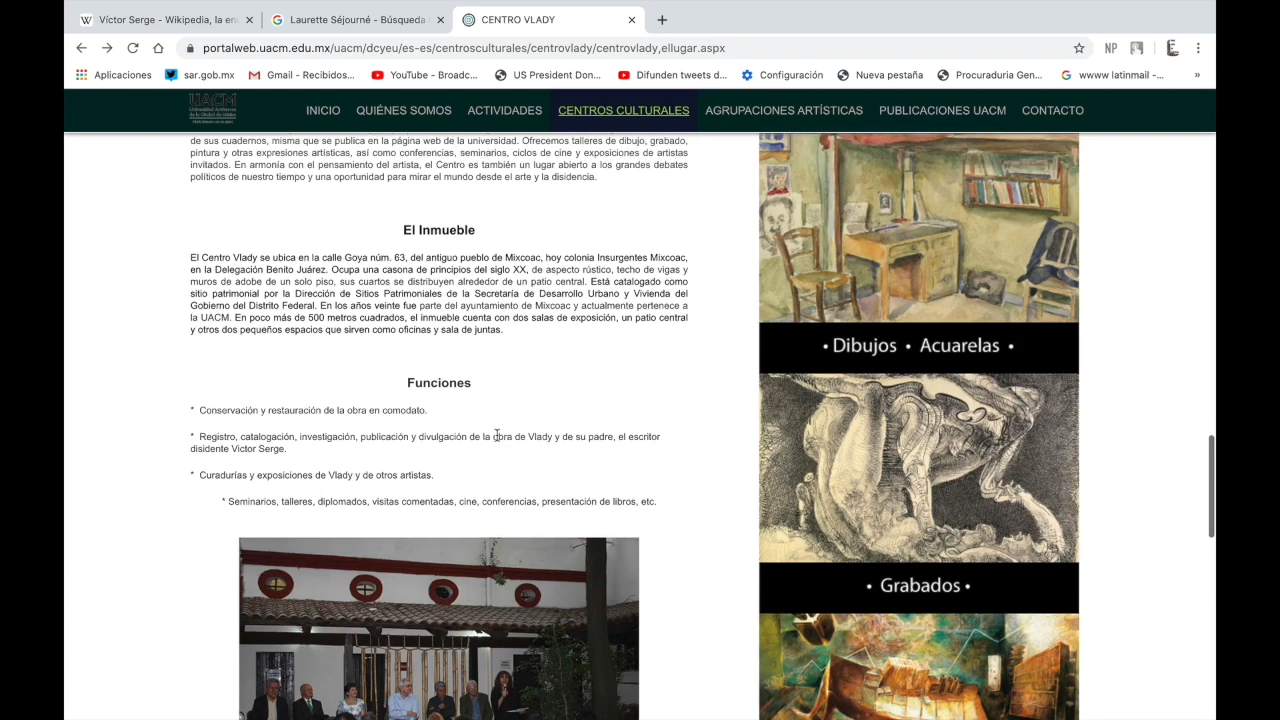 Víctor Serge - Wikipedia, la en
Laurette Séjourné - Búsqueda
CENTRO VLADY
portalweb.uacm.edu.mx/uacm/dcyeu/es-es/centrosculturales/centrovlady/centrovlady,ellugar.aspx
NP
Aplicaciones
sar.gob.mx
Gmail - Recibidos...
YouTube - Broadc...
US President Don...
Difunden tweets d...
Configuración
Nueva pestaña
Procuraduria Gen...
wwww latinmail -...
»
UACM
INICIO
QUIÉNES SOMOS
ACTIVIDADES
CENTROS CULTURALES
AGRUPACIONES ARTÍSTICAS
PUBLICACIONES UACM
CONTACTO
de sus cuadernos, misma que se publica en la página web de la universidad. Ofrecemos talleres de dibujo, grabado,
pintura y otras expresiones artísticas, así como conferencias, seminarios, ciclos de cine y exposiciones de artistas
invitados. En armonía con el pensamiento del artista, el Centro es también un lugar abierto a los grandes debates
políticos de nuestro tiempo y una oportunidad para mirar el mundo desde el arte y la disidencia.
El Inmueble
El Centro Vlady se ubica en la calle Goya núm. 63, del antiguo pueblo de Mixcoac, hoy colonia Insurgentes Mixcoac,
en la Delegación Benito Juárez. Ocupa una casona de principios del siglo XX, de aspecto rústico, techo de vigas y
muros de adobe de un solo piso, sus cuartos se distribuyen alrededor de un patio central. Está catalogado como
sitio patrimonial por la Dirección de Sitios Patrimoniales de la Secretaría de Desarrollo Urbano y Vivienda del
Gobierno del Distrito Federal. En los años veinte fue parte del ayuntamiento de Mixcoac y actualmente pertenece a
la UACM. En poco más de 500 metros cuadrados, el inmueble cuenta con dos salas de exposición, un patio central
y otros dos pequeños espacios que sirven como oficinas y sala de juntas.
Funciones
* Conservación y restauración de la obra en comodato.
* Registro, catalogación, investigación, publicación y divulgación de la obra de Vlady y de su padre, el escritor
disidente Victor Serge.
* Curadurías y exposiciones de Vlady y de otros artistas.
* Seminarios, talleres, diplomados, visitas comentadas, cine, conferencias, presentación de libros, etc.
• Dibujos • Acuarelas •
• Grabados •